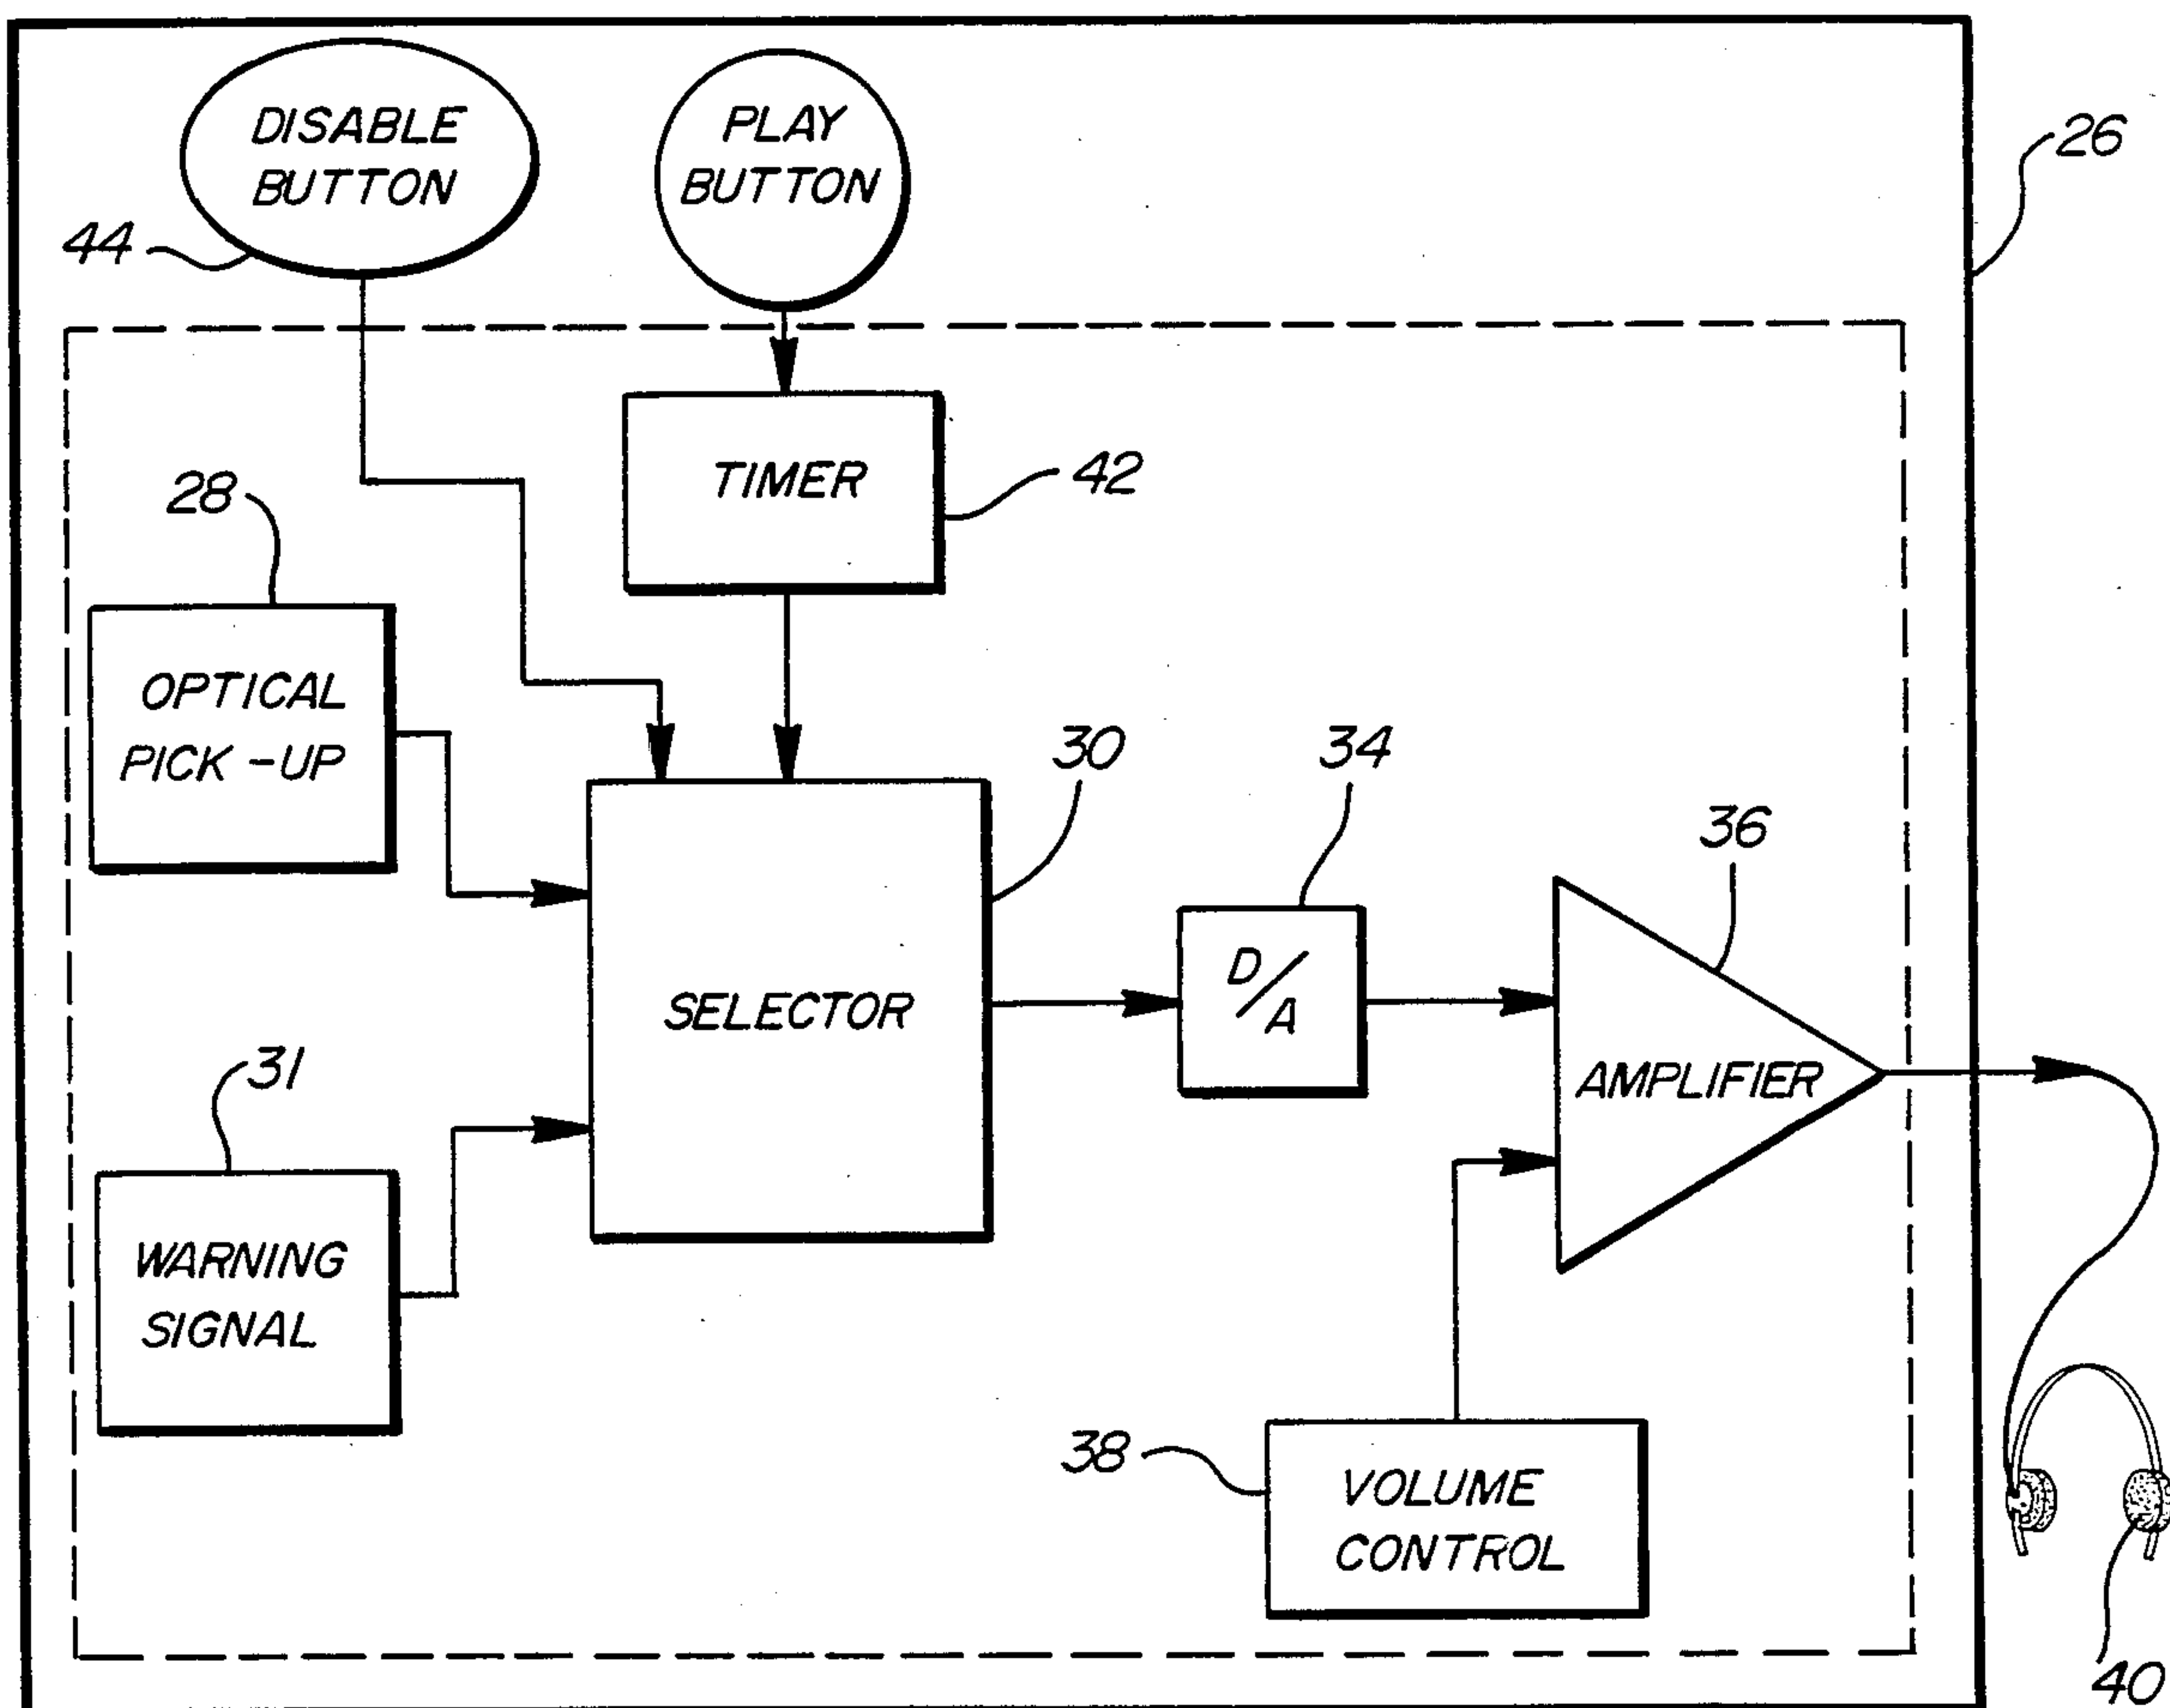 DISABLE
BUTTON
PLAY
BUTTON
26
44
TIMER
42
28
OPTICAL
PICK-UP
30
34
36
D/A
SELECTOR
AMPLIFIER
31
WARNING
SIGNAL
38
VOLUME
CONTROL
40